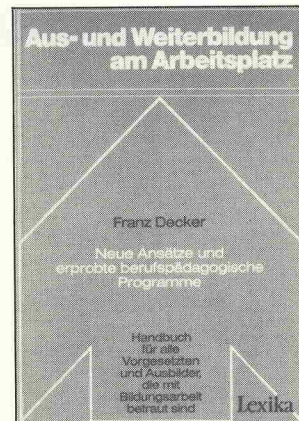 Aus- und Weiterbildung
am Arbeitsplatz
Franz Decker
Neue Ansätze und
erprobte berufspädagogische
Programme
Handbuch
für alle
Vorgesetzten
und Ausbilder,
die mit
Bildungsarbeit
betraut sind
Lexika